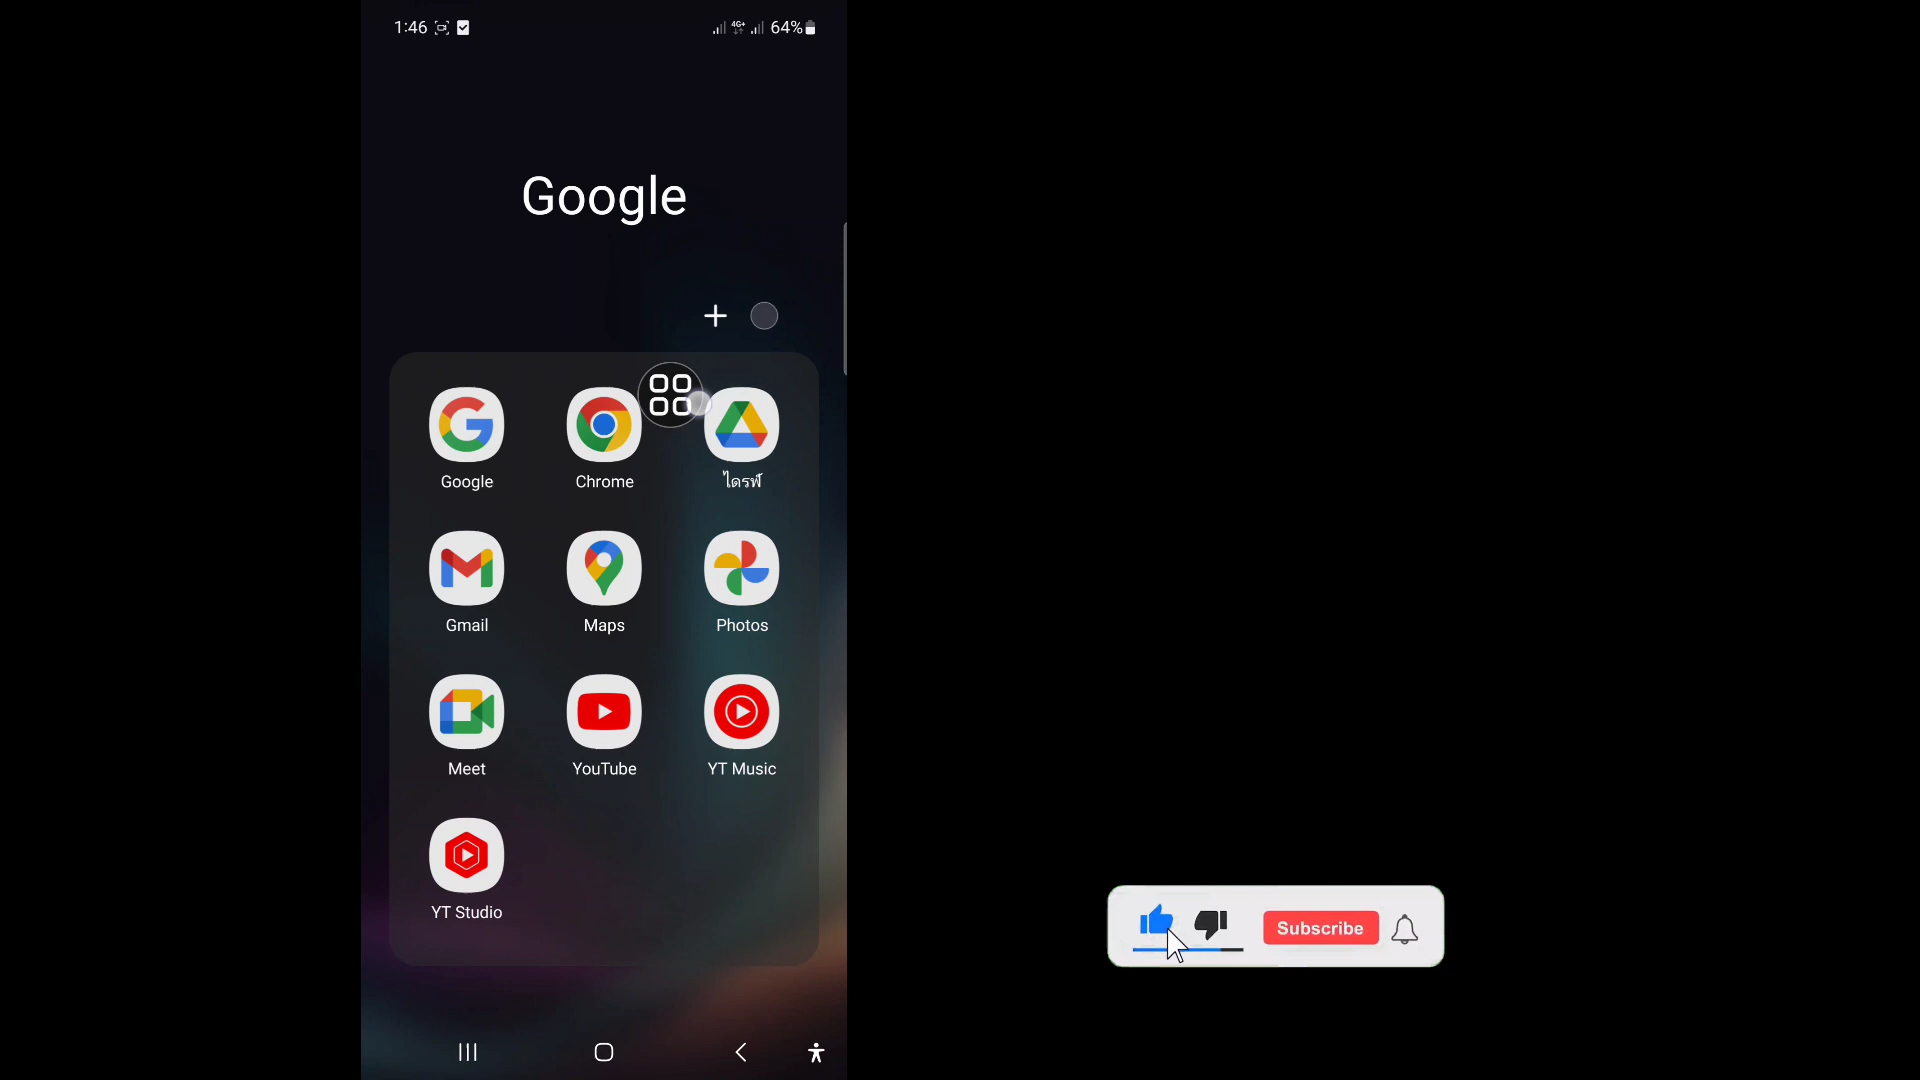 1:46
4G+
64%
Google
Google
Chrome
ไดรฟ์
Gmail
Maps
Photos
Meet
YouTube
YT Music
YT Studio
Subscribe